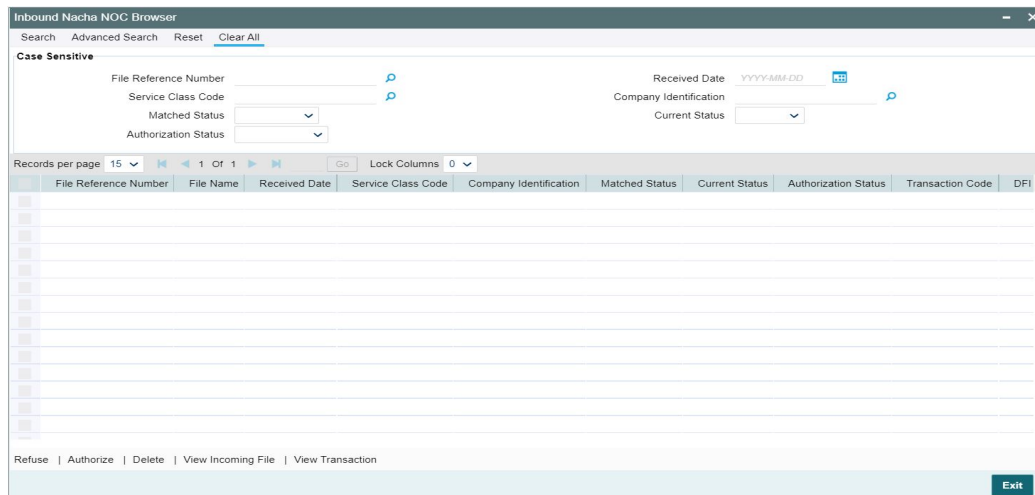 Inbound Nacha NOC Browser
Search Advanced Search Reset Clear All
Case Sensitive
File Reference Number
Received Date YYYY-MM-DD
Service Class Code
Company Identification
Matched Status
Current Status
Authorization Status
Records per page 15 1 Of 1 Go Lock Columns 0
File Reference Number File Name Received Date Service Class Code Company Identification Matched Status Current Status Authorization Status Transaction Code DFI
Refuse | Authorize | Delete | View Incoming File | View Transaction
Exit